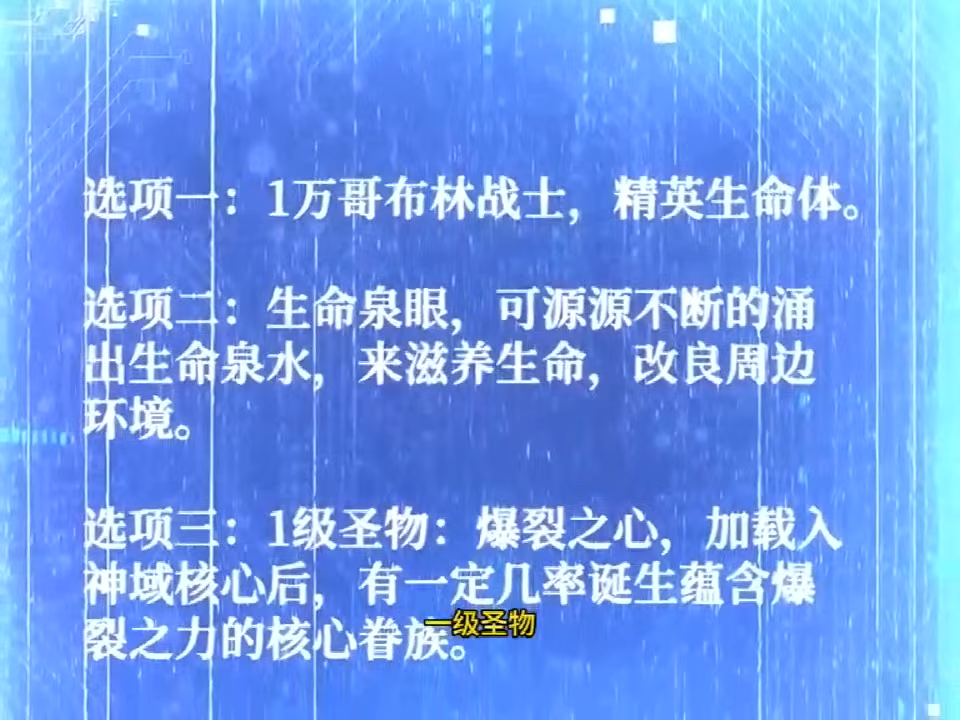 选项一：1万哥布林战士，精英生命体。
选项二：生命泉眼，可源源不断的涌
出生命泉水，来滋养生命，改良周边
环境。
选项三：1级圣物：爆裂之心，加载入
神域核心后，有一定几率诞生蕴含爆
裂之力的核心眷族。
一级圣物